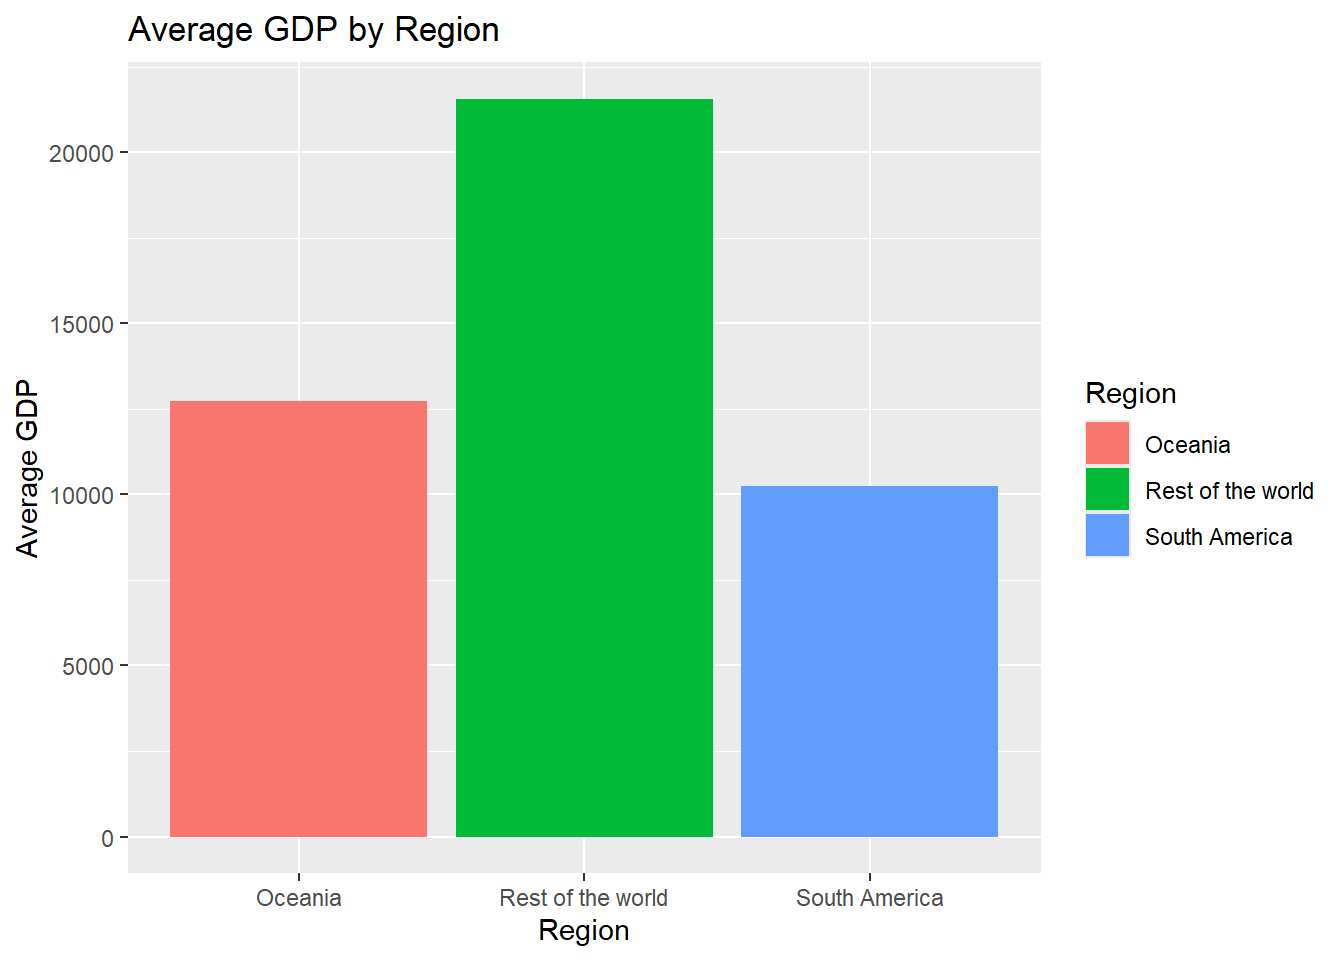 Average GDP by Region
Average GDP
20000
15000
10000
5000
0
Oceania
Rest of the world
South America
Region
Region
Oceania
Rest of the world
South America